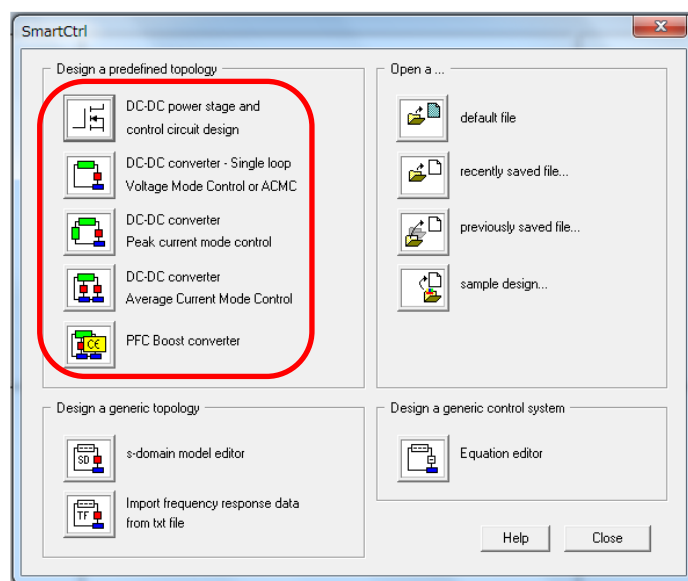 SmartCtrl
Design a predefined topology
DC-DC power stage and
control circuit design
DC-DC converter - Single loop
Voltage Mode Control or ACMC
DC-DC converter
Peak current mode control
DC-DC converter
Average Current Mode Control
CЄ
PFC Boost converter
Open a ...
default file
recently saved file...
previously saved file...
sample design...
Design a generic topology
SD
s-domain model editor
TF
Import frequency response data
from txt file
Design a generic control system
Equation editor
Help
Close